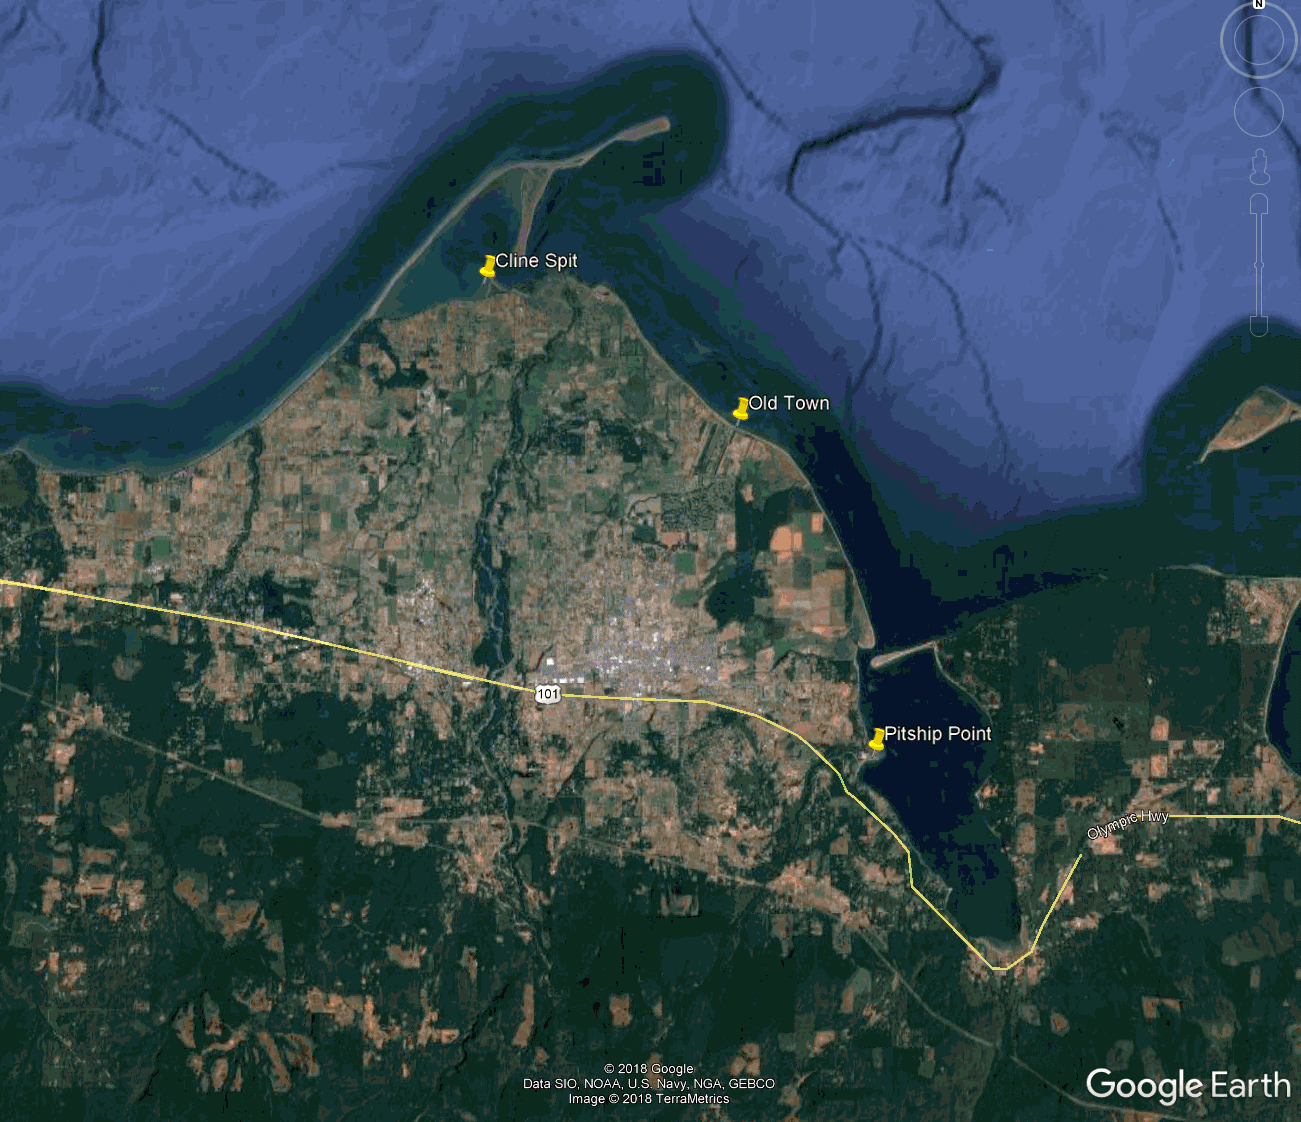 N
Cline Spit
Old Town
101
Pitship Point
Olympic Hwy
© 2018 Google
Data SIO, NOAA, U.S. Navy, NGA, GEBCO
Image © 2018 TerraMetrics
Google Earth